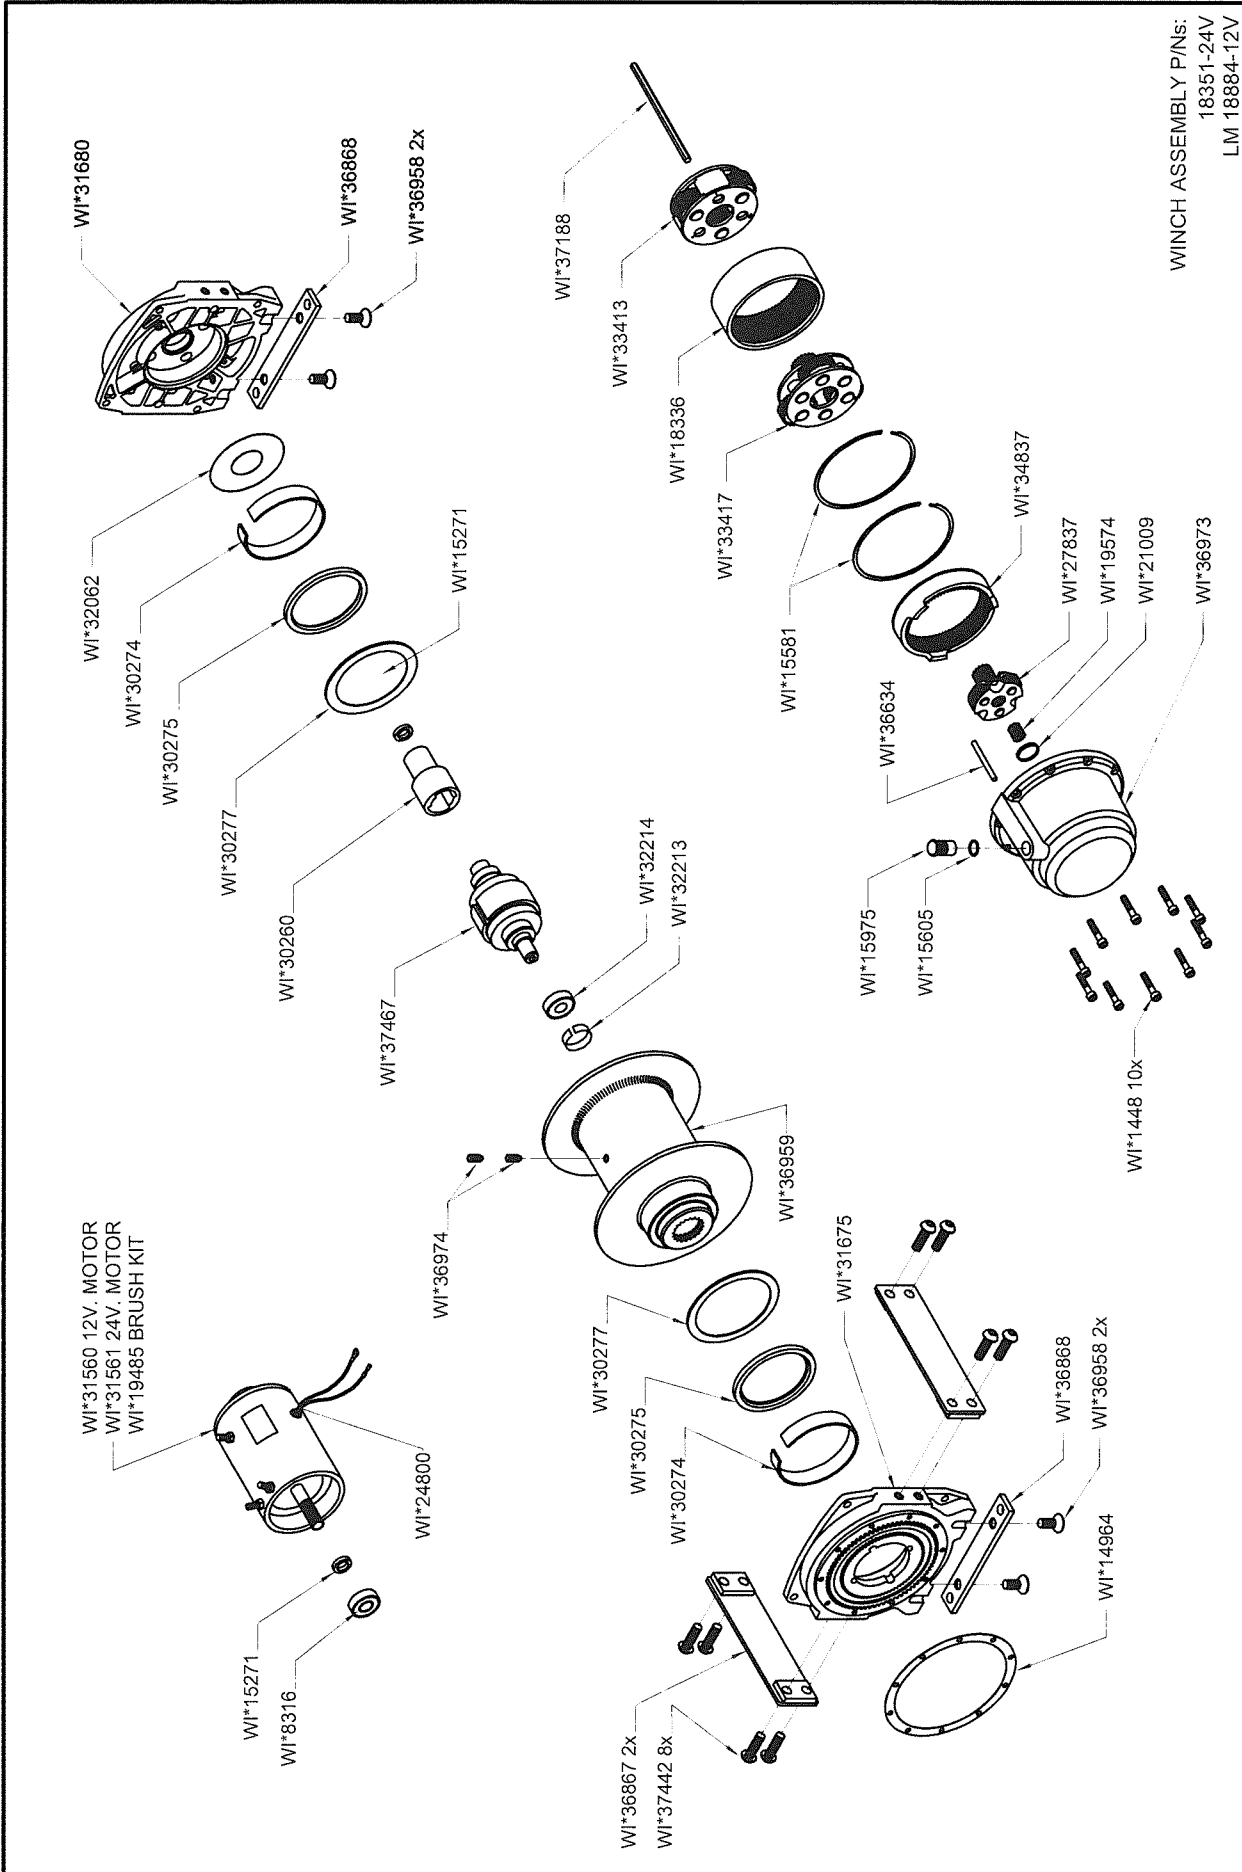 WI*31560 12V. MOTOR
WI*31561 24V. MOTOR
WI*19485 BRUSH KIT
WI*24800
WI*15271
WI*8316
WI*31680
WI*36868
WI*36958 2x
WI*32062
WI*30274
WI*30275
WI*30277
WI*15271
WI*30260
WI*37467
WI*32214
WI*32213
WI*36974
WI*36959
WI*30277
WI*30275
WI*30274
WI*31675
WI*36868
WI*36958 2x
WI*14964
WI*36867 2x
WI*37442 8x
WI*37188
WI*33413
WI*18336
WI*33417
WI*15581
WI*34837
WI*27837
WI*19574
WI*21009
WI*36973
WI*36634
WI*15975
WI*15605
WI*1448 10x
WINCH ASSEMBLY P/Ns:
18351-24V
LM 18884-12V